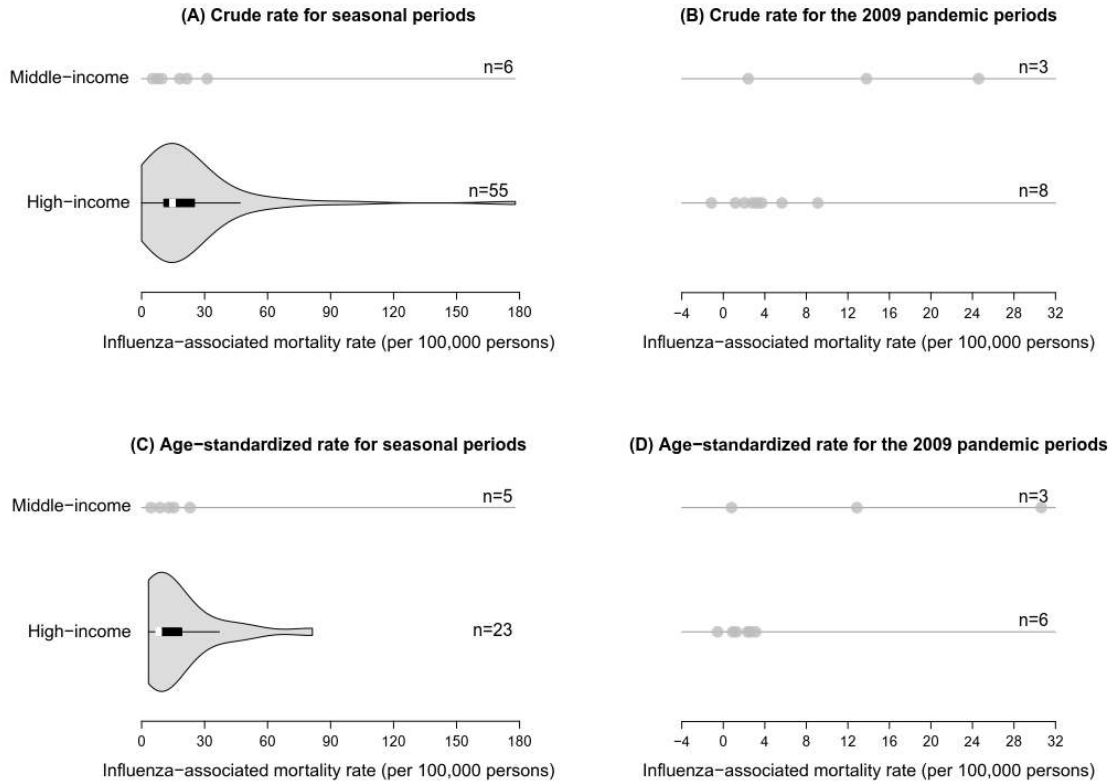 (A) Crude rate for seasonal periods
Middle−income
n=6
High−income
n=55
0 30 60 90 120 150 180
Influenza−associated mortality rate (per 100,000 persons)
(B) Crude rate for the 2009 pandemic periods
n=3
n=8
−4 0 4 8 12 16 20 24 28 32
Influenza−associated mortality rate (per 100,000 persons)
(C) Age−standardized rate for seasonal periods
Middle−income
n=5
High−income
n=23
0 30 60 90 120 150 180
Influenza−associated mortality rate (per 100,000 persons)
(D) Age−standardized rate for the 2009 pandemic periods
n=3
n=6
−4 0 4 8 12 16 20 24 28 32
Influenza−associated mortality rate (per 100,000 persons)